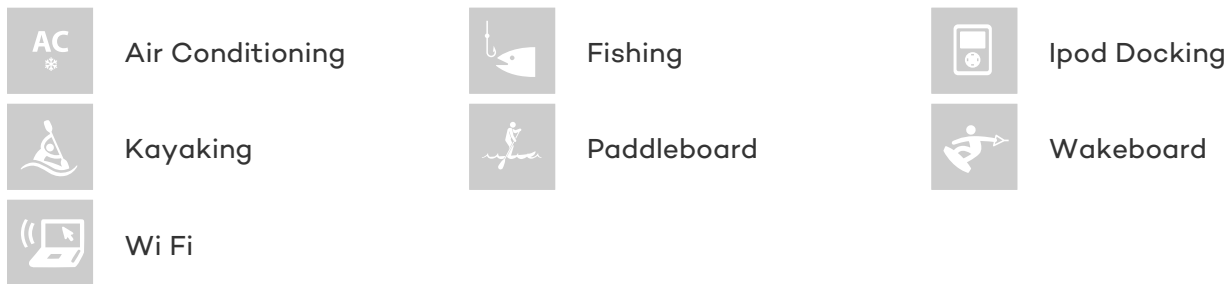 AC
Air Conditioning
Fishing
Ipod Docking
Kayaking
Paddleboard
Wakeboard
Wi Fi